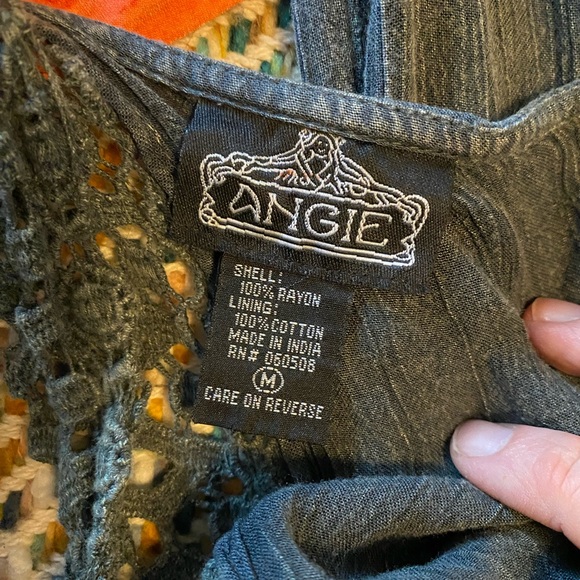 ANGIE
SHELL:
100% RAYON
LINING:
100% COTTON
MADE IN INDIA
RN# 060508
M
CARE ON REVERSE